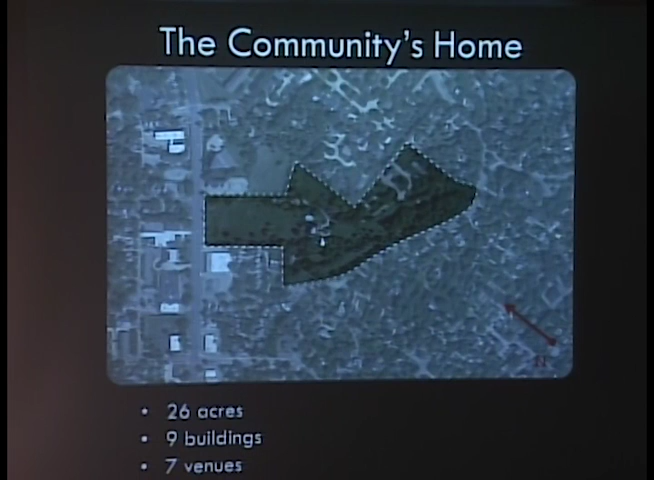 The Community's Home
N
• 26 acres
• 9 buildings
• 7 venues